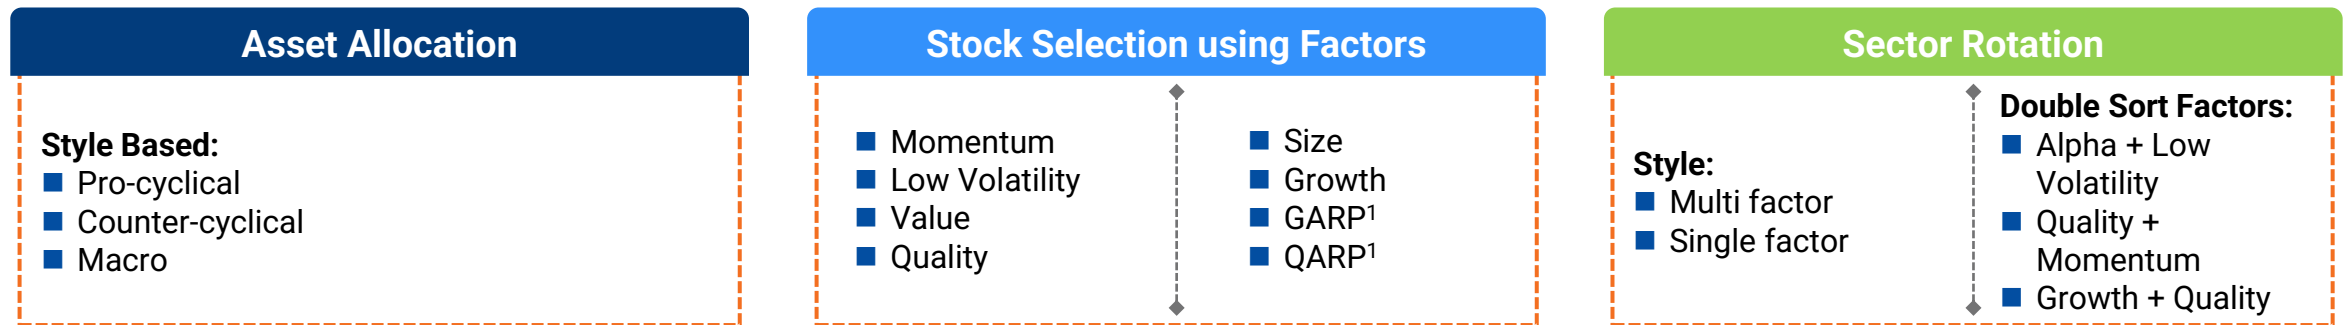 Asset Allocation
Style Based:
Pro-cyclical
Counter-cyclical
Macro
Stock Selection using Factors
Momentum
Low Volatility
Value
Quality
Size
Growth
GARP¹
QARP¹
Sector Rotation
Style:
Multi factor
Single factor
Double Sort Factors:
Alpha + Low
Volatility
Quality +
Momentum
Growth + Quality